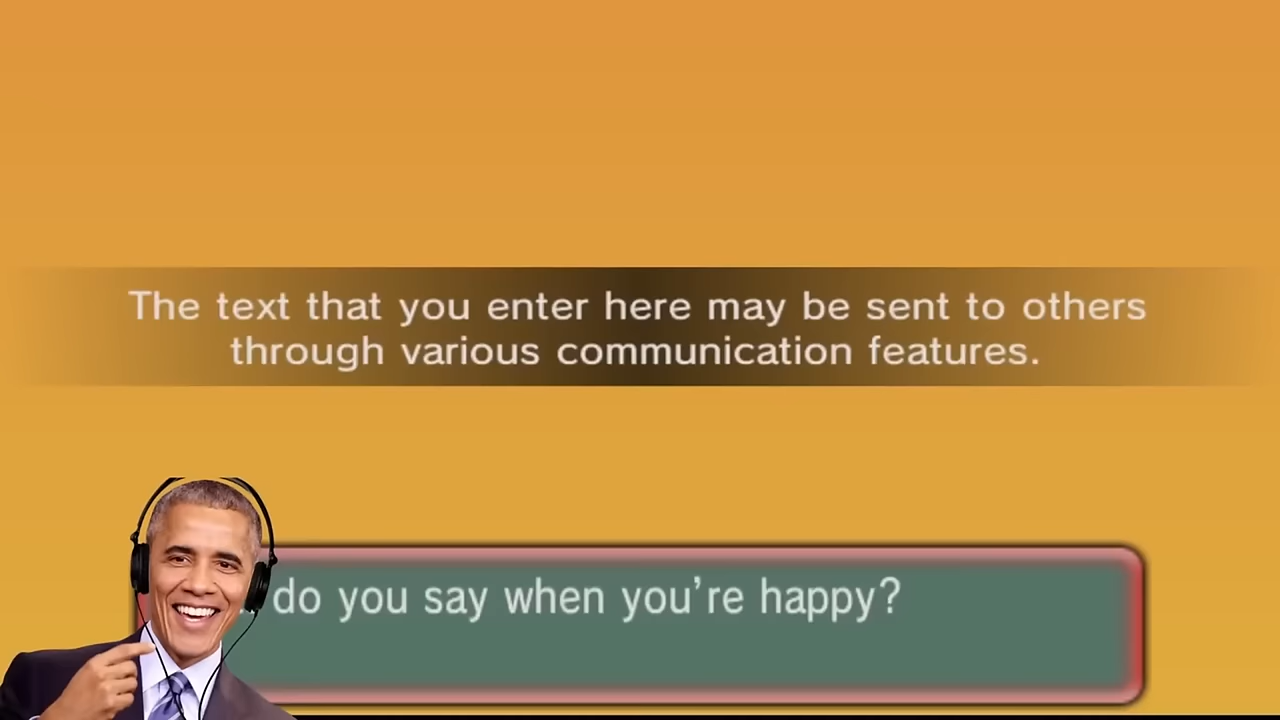 The text that you enter here may be sent to others
through various communication features.
do you say when you're happy?